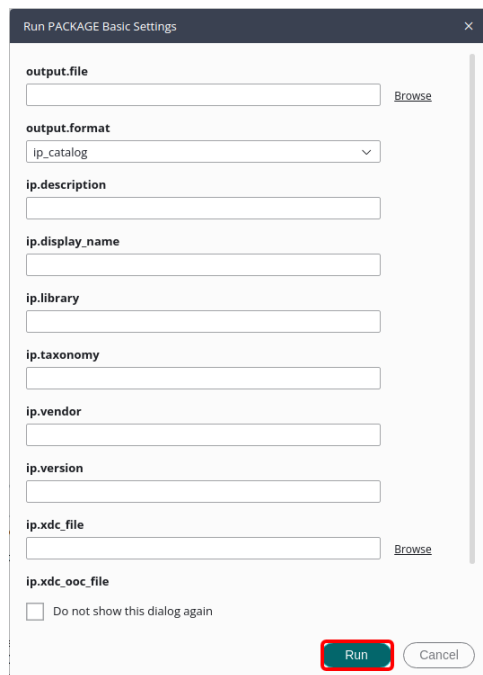 Run PACKAGE Basic Settings
output.file
Browse
output.format
ip_catalog
ip.description
ip.display_name
ip.library
ip.taxonomy
ip.vendor
ip.version
ip.xdc_file
Browse
ip.xdc_ooc_file
Do not show this dialog again
Run Cancel